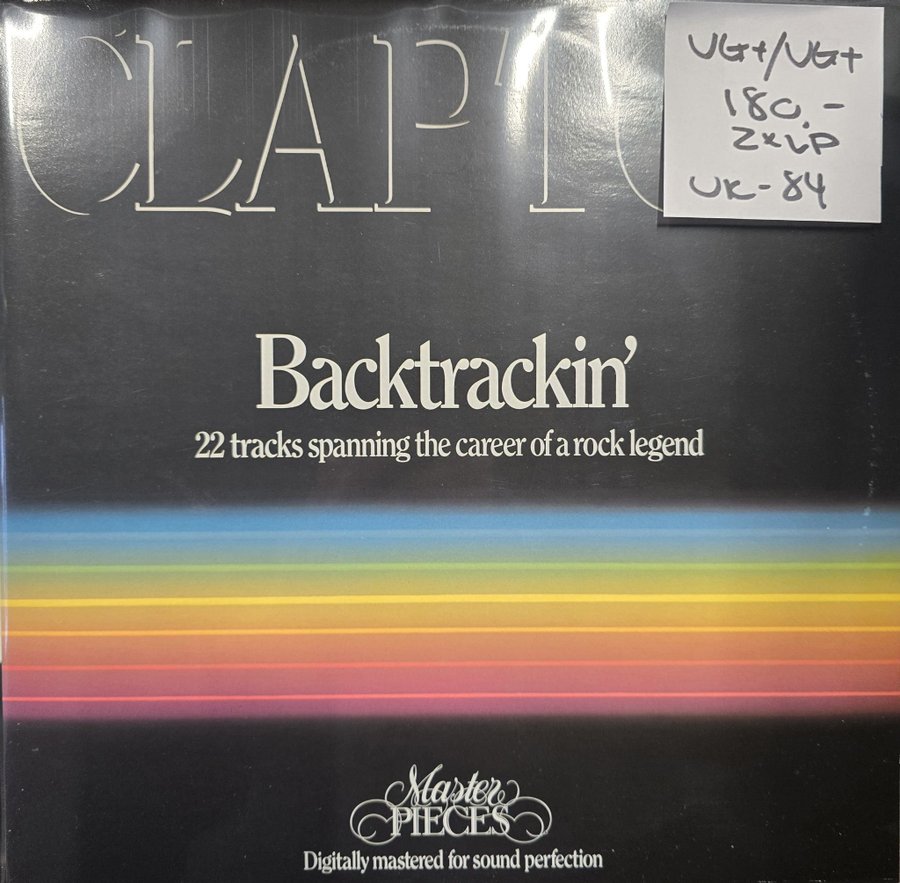 CLAPTO
VG+/VG+
180.-
2xLP
UK-84
Backtrackin'
22 tracks spanning the career of a rock legend
Master
PIECES
Digitally mastered for sound perfection